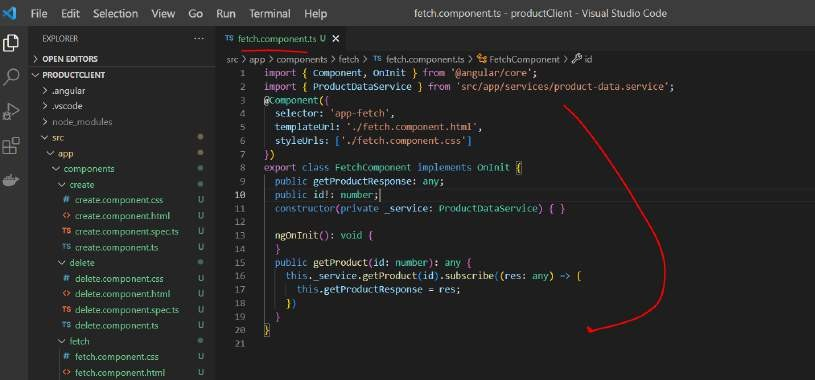 File Edit Selection View Go Run Terminal Help fetch.component.ts - productClient - Visual Studio Code
EXPLORER ...
OPEN EDITORS
PRODUCTCLIENT
.angular
.vscode
node_modules
src
app
components
create
create.component.css U
create.component.html U
create.component.spec.ts U
create.component.ts U
delete
delete.component.css U
delete.component.html U
delete.component.spec.ts U
delete.component.ts U
fetch
fetch.component.css U
fetch.component.html U
TS fetch.component.ts U
src > app > components > fetch > TS fetch.component.ts > FetchComponent > id
1 import { Component, OnInit } from '@angular/core';
2 import { ProductDataService } from 'src/app/services/product-data.service';
3 @Component({
4 selector: 'app-fetch',
5 templateUrl: './fetch.component.html',
6 styleUrls: ['./fetch.component.css']
7 })
8 export class FetchComponent implements OnInit {
9 public getProductResponse: any;
10 public id!: number;
11 constructor(private _service: ProductDataService) { }
12
13 ngOnInit(): void {
14 }
15 public getProduct(id: number): any {
16 this._service.getProduct(id).subscribe((res: any) => {
17 this.getProductResponse = res;
18 })
19 }
20 }
21